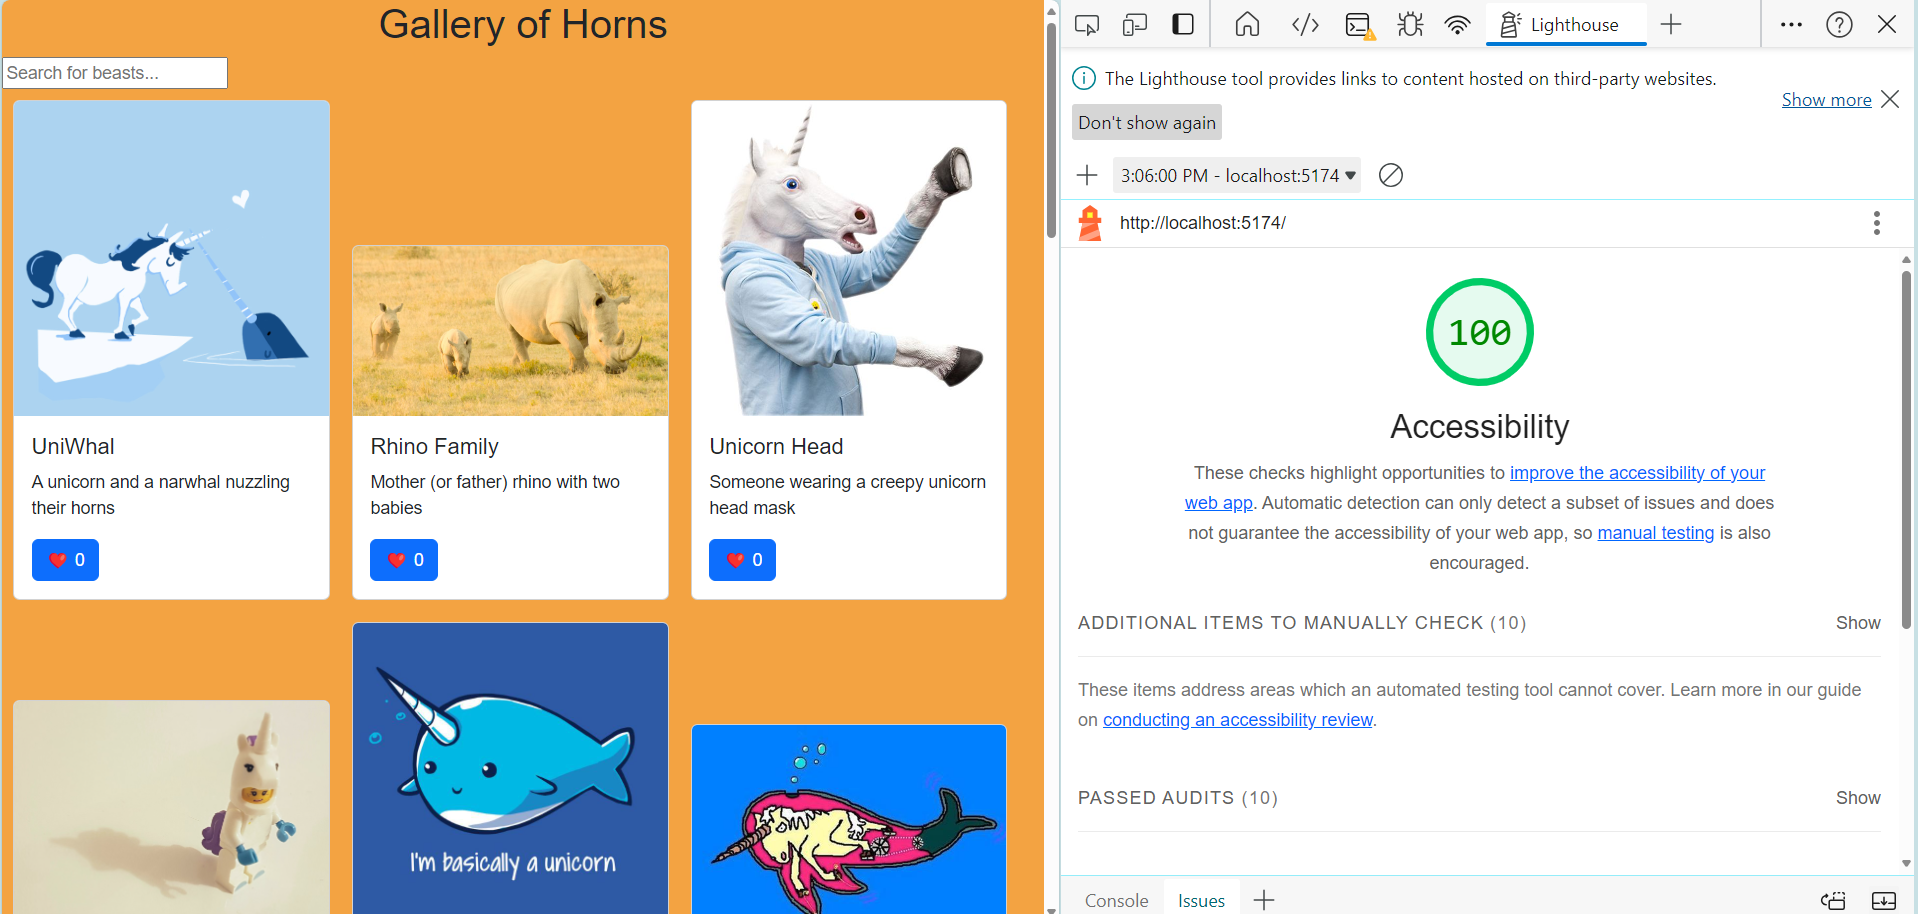 Gallery of Horns
Search for beasts...
UniWhal
A unicorn and a narwhal nuzzling
their horns
❤️ 0
Rhino Family
Mother (or father) rhino with two
babies
❤️ 0
Unicorn Head
Someone wearing a creepy unicorn
head mask
❤️ 0
I'm basically a unicorn
Lighthouse
The Lighthouse tool provides links to content hosted on third-party websites.
Show more
Don't show again
3:06:00 PM - localhost:5174
http://localhost:5174/
100
Accessibility
These checks highlight opportunities to improve the accessibility of your
web app. Automatic detection can only detect a subset of issues and does
not guarantee the accessibility of your web app, so manual testing is also
encouraged.
ADDITIONAL ITEMS TO MANUALLY CHECK (10)
Show
These items address areas which an automated testing tool cannot cover. Learn more in our guide
on conducting an accessibility review.
PASSED AUDITS (10)
Show
Console
Issues